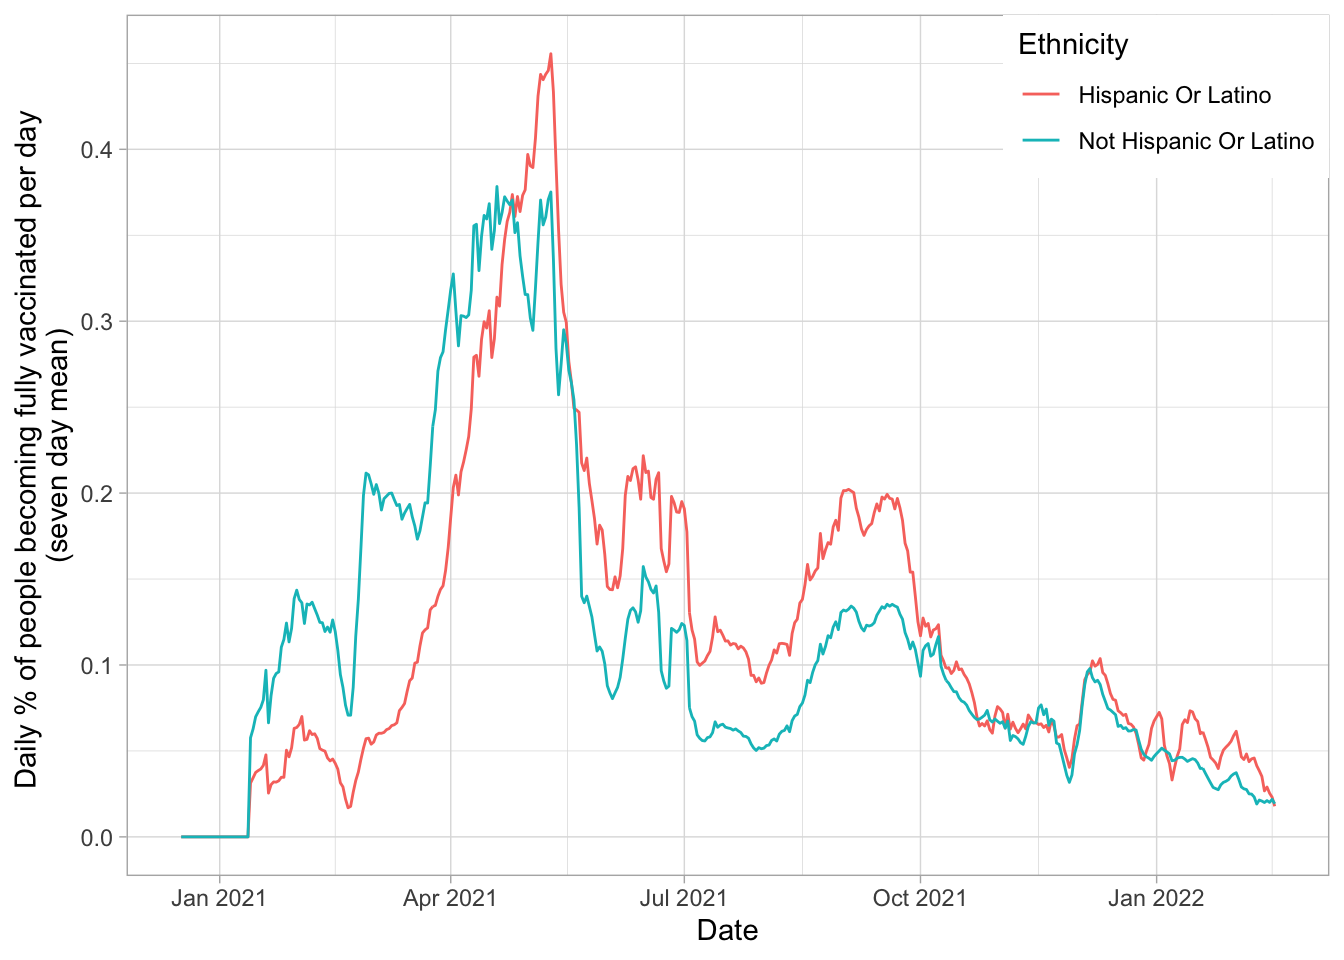 Ethnicity
Hispanic Or Latino
Not Hispanic Or Latino
Daily % of people becoming fully vaccinated per day
(seven day mean)
0.4
0.3
0.2
0.1
0.0
Jan 2021 Apr 2021 Jul 2021 Oct 2021 Jan 2022
Date